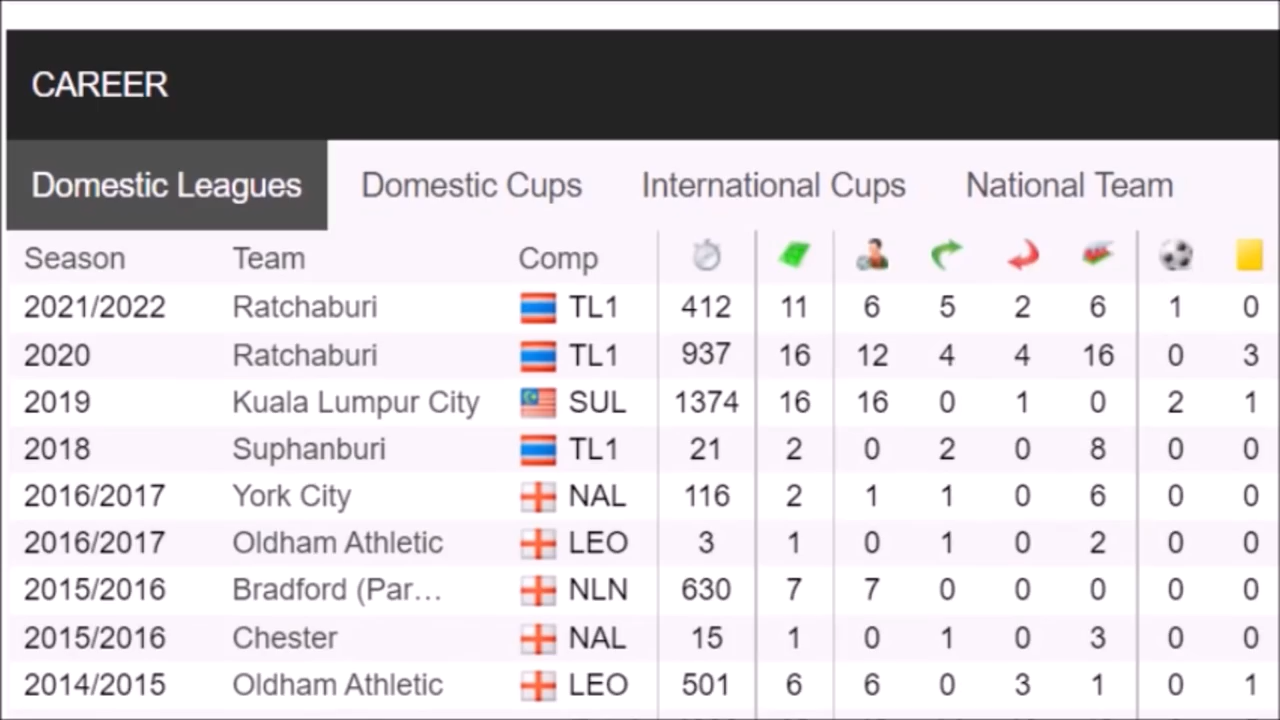 CAREER
Domestic Leagues Domestic Cups International Cups National Team
Season Team Comp
2021/2022 Ratchaburi TL1 412 11 6 5 2 6 1 0
2020 Ratchaburi TL1 937 16 12 4 4 16 0 3
2019 Kuala Lumpur City SUL 1374 16 16 0 1 0 2 1
2018 Suphanburi TL1 21 2 0 2 0 8 0 0
2016/2017 York City NAL 116 2 1 1 0 6 0 0
2016/2017 Oldham Athletic LEO 3 1 0 1 0 2 0 0
2015/2016 Bradford (Par… NLN 630 7 7 0 0 0 0 0
2015/2016 Chester NAL 15 1 0 1 0 3 0 0
2014/2015 Oldham Athletic LEO 501 6 6 0 3 1 0 1